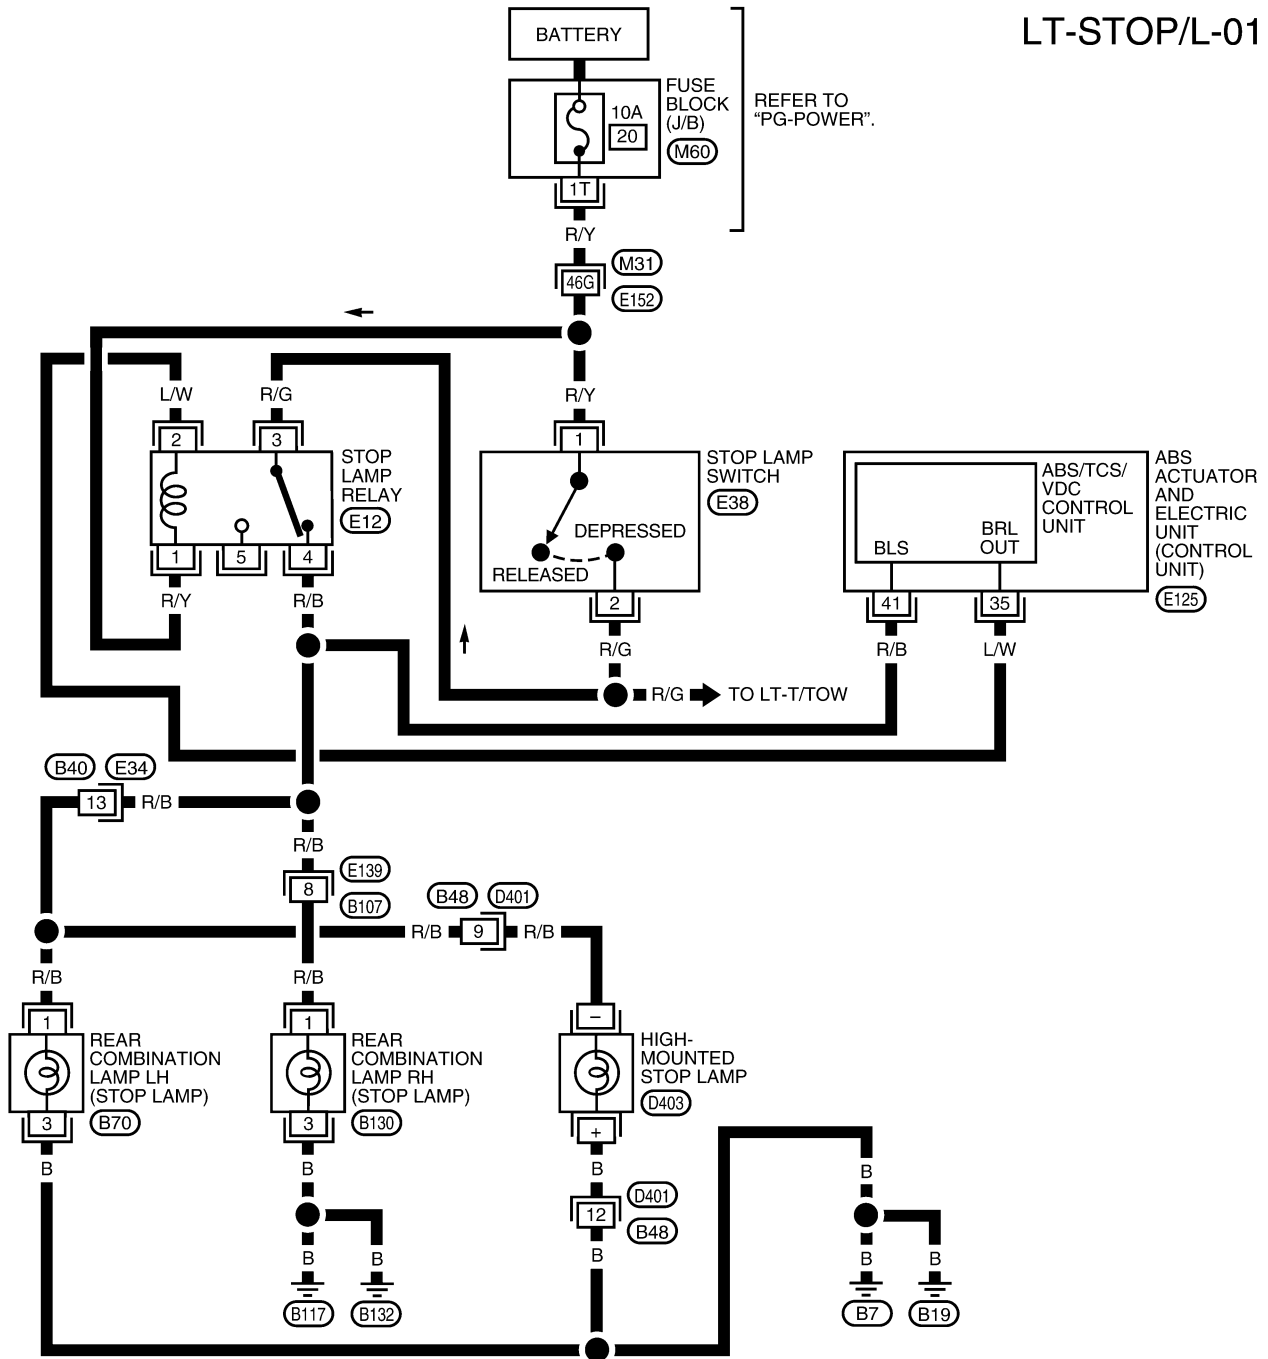 LT-STOP/L-01
BATTERY
FUSE
BLOCK
(J/B)
M60
10A
20
REFER TO
“PG-POWER”.
1T
R/Y
M31
46G
E152
L/W
R/G
R/Y
2
3
1
STOP
LAMP
RELAY
E12
STOP LAMP
SWITCH
E38
DEPRESSED
RELEASED
ABS/TCS/
VDC
CONTROL
UNIT
BLS
BRL
OUT
ABS
ACTUATOR
AND
ELECTRIC
UNIT
(CONTROL
UNIT)
E125
1
5
4
2
41
35
R/Y
R/B
R/G
R/B
L/W
R/G
TO LT-T/TOW
B40
E34
13
R/B
R/B
E139
8
B107
B48
D401
R/B
9
R/B
R/B
R/B
1
1
–
REAR
COMBINATION
LAMP LH
(STOP LAMP)
B70
REAR
COMBINATION
LAMP RH
(STOP LAMP)
B130
HIGH-
MOUNTED
STOP LAMP
D403
3
3
+
B
B
B
B
D401
12
B48
B
B
B
B
B
B117
B132
B7
B19